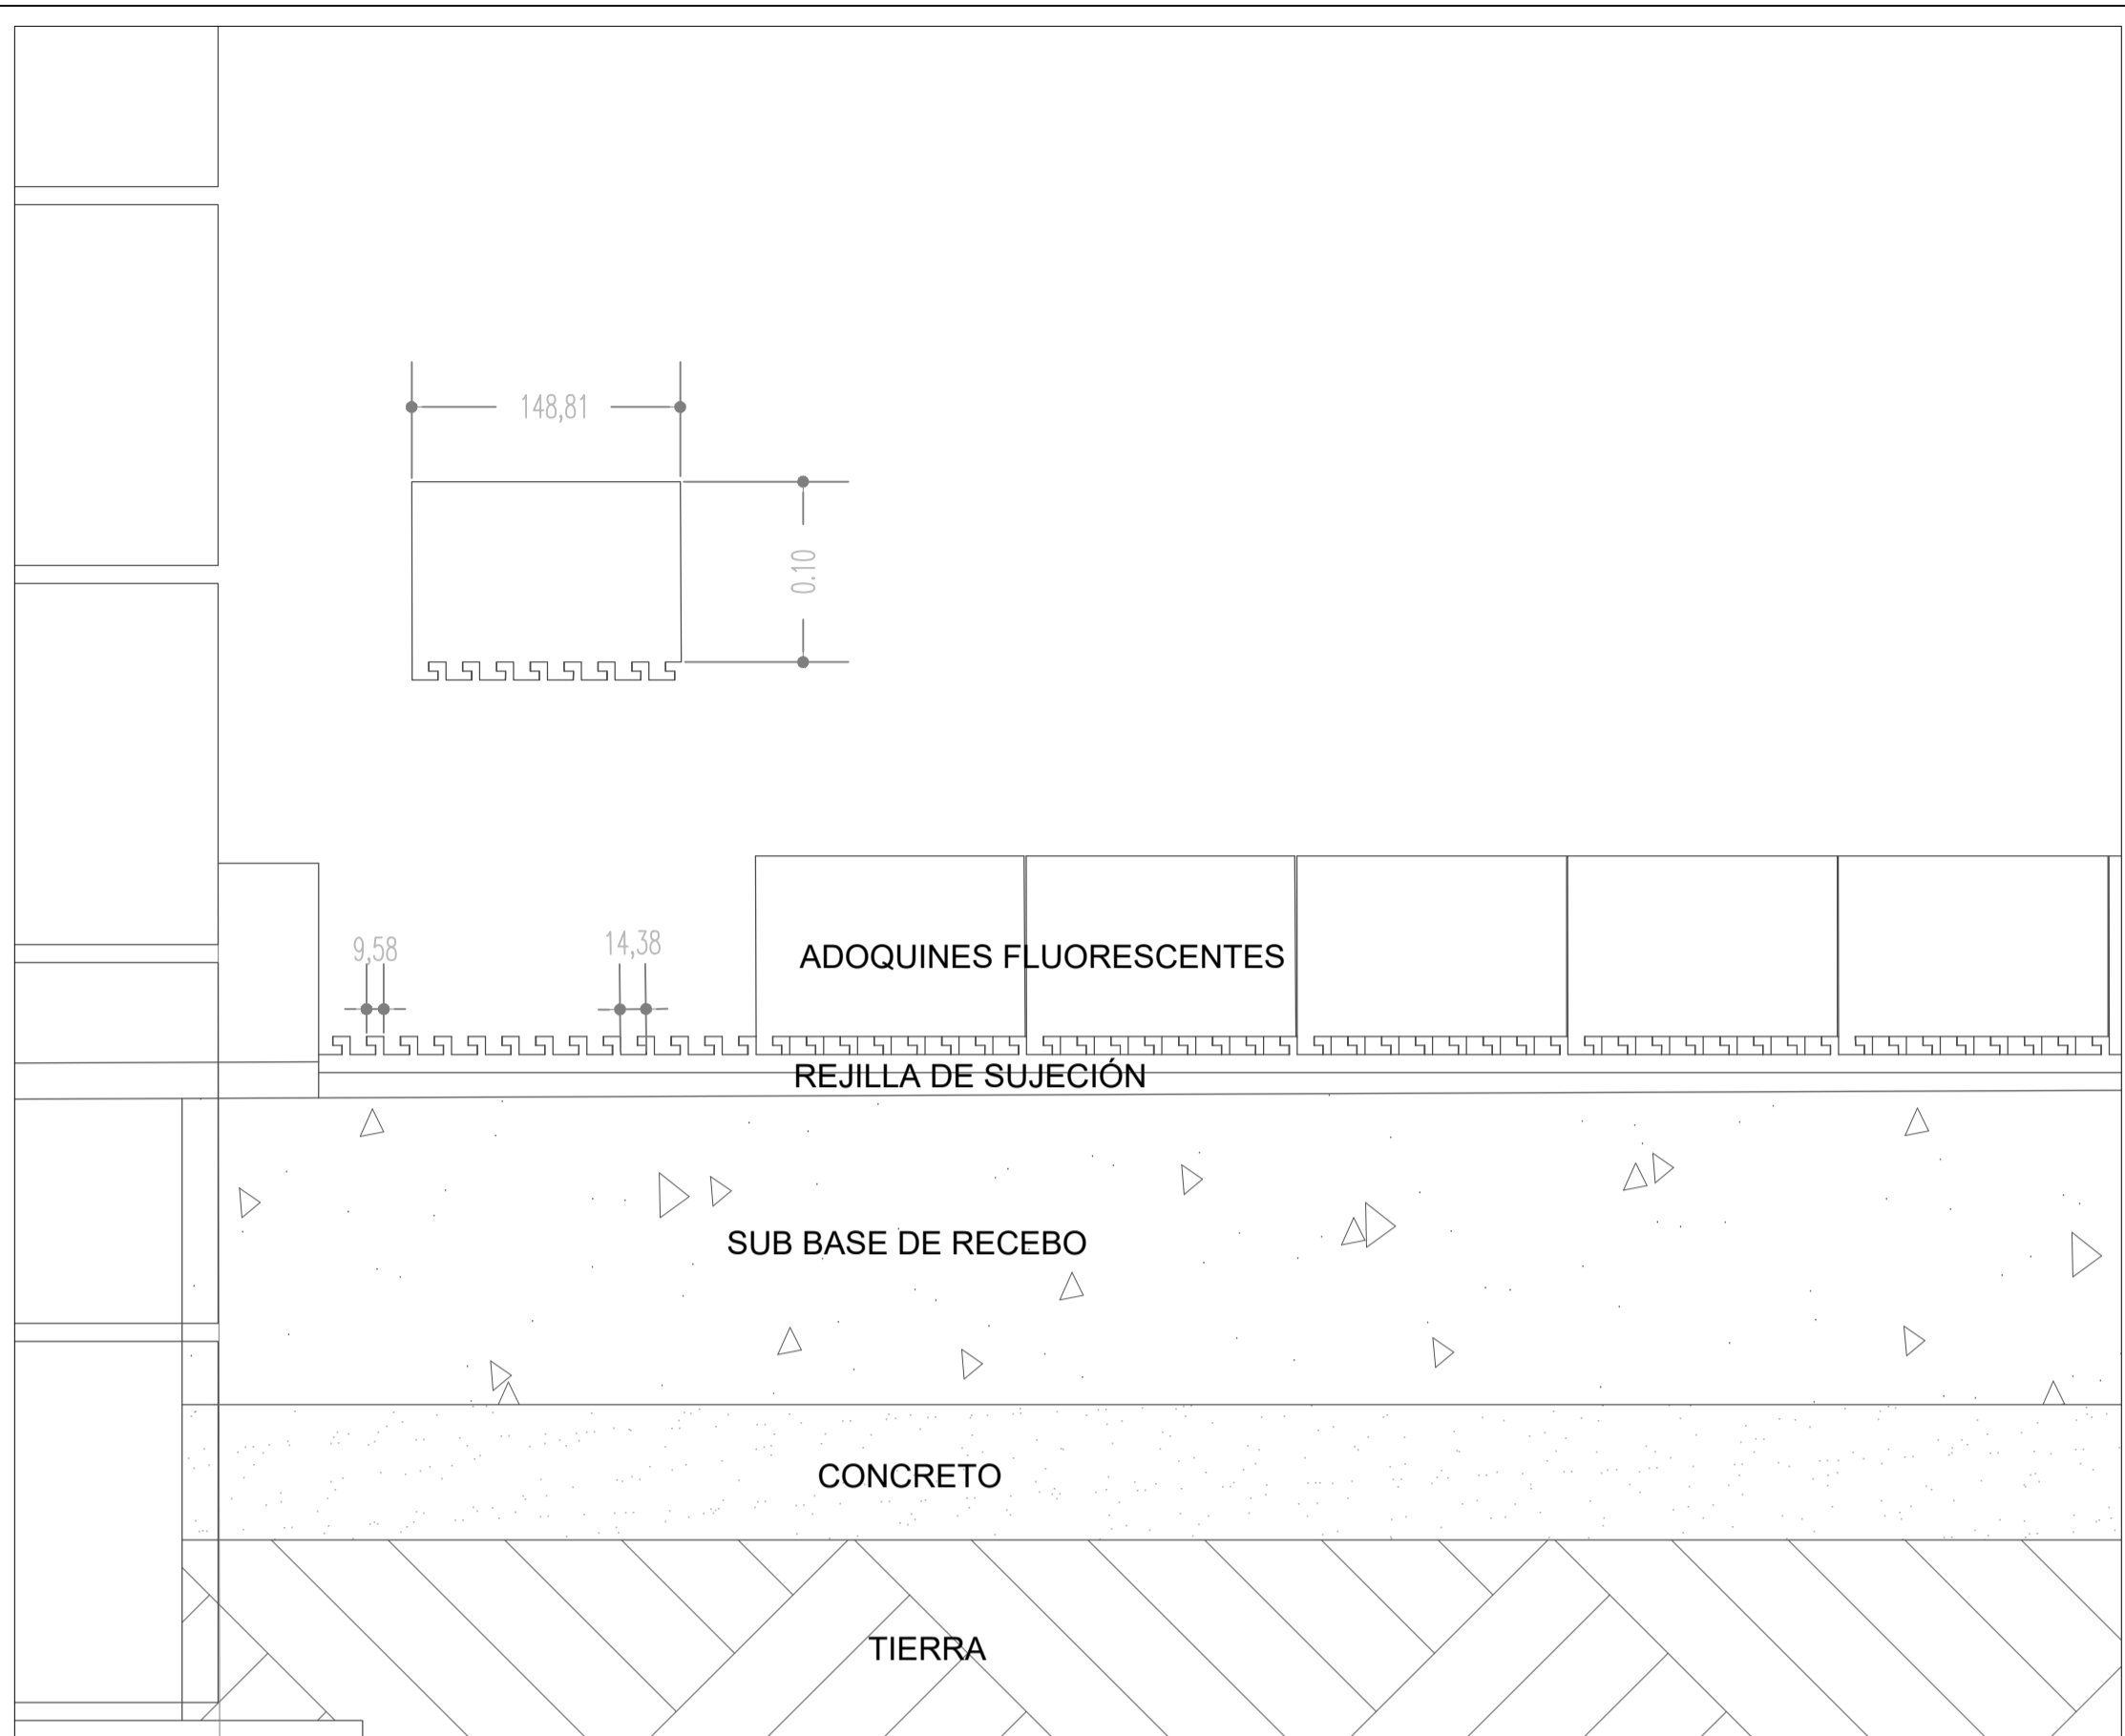 148,81
0.10
9,58
14,38
ADOQUINES FLUORESCENTES
REJILLA DE SUJECIÓN
SUB BASE DE RECEBO
CONCRETO
TIERRA